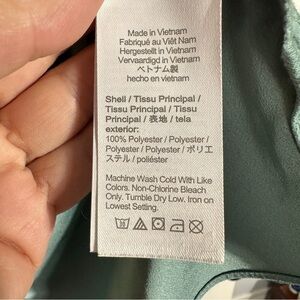 Made in Vietnam
Fabriqué au Việt Nam
Hergestellt in Vietnam
Vervaardigd in Vietnam
ベトナム製
hecho en vietnam
Shell / Tissu Principal /
Tissu Principal / Tissu
Principal / 表地 / tela
exterior:
100% Polyester / Polyester
/ Polyester / Polyester / ポリエ
ステル / poliéster
Machine Wash Cold With Like
Colors. Non-Chlorine Bleach
Only. Tumble Dry Low. Iron on
Lowest Setting.